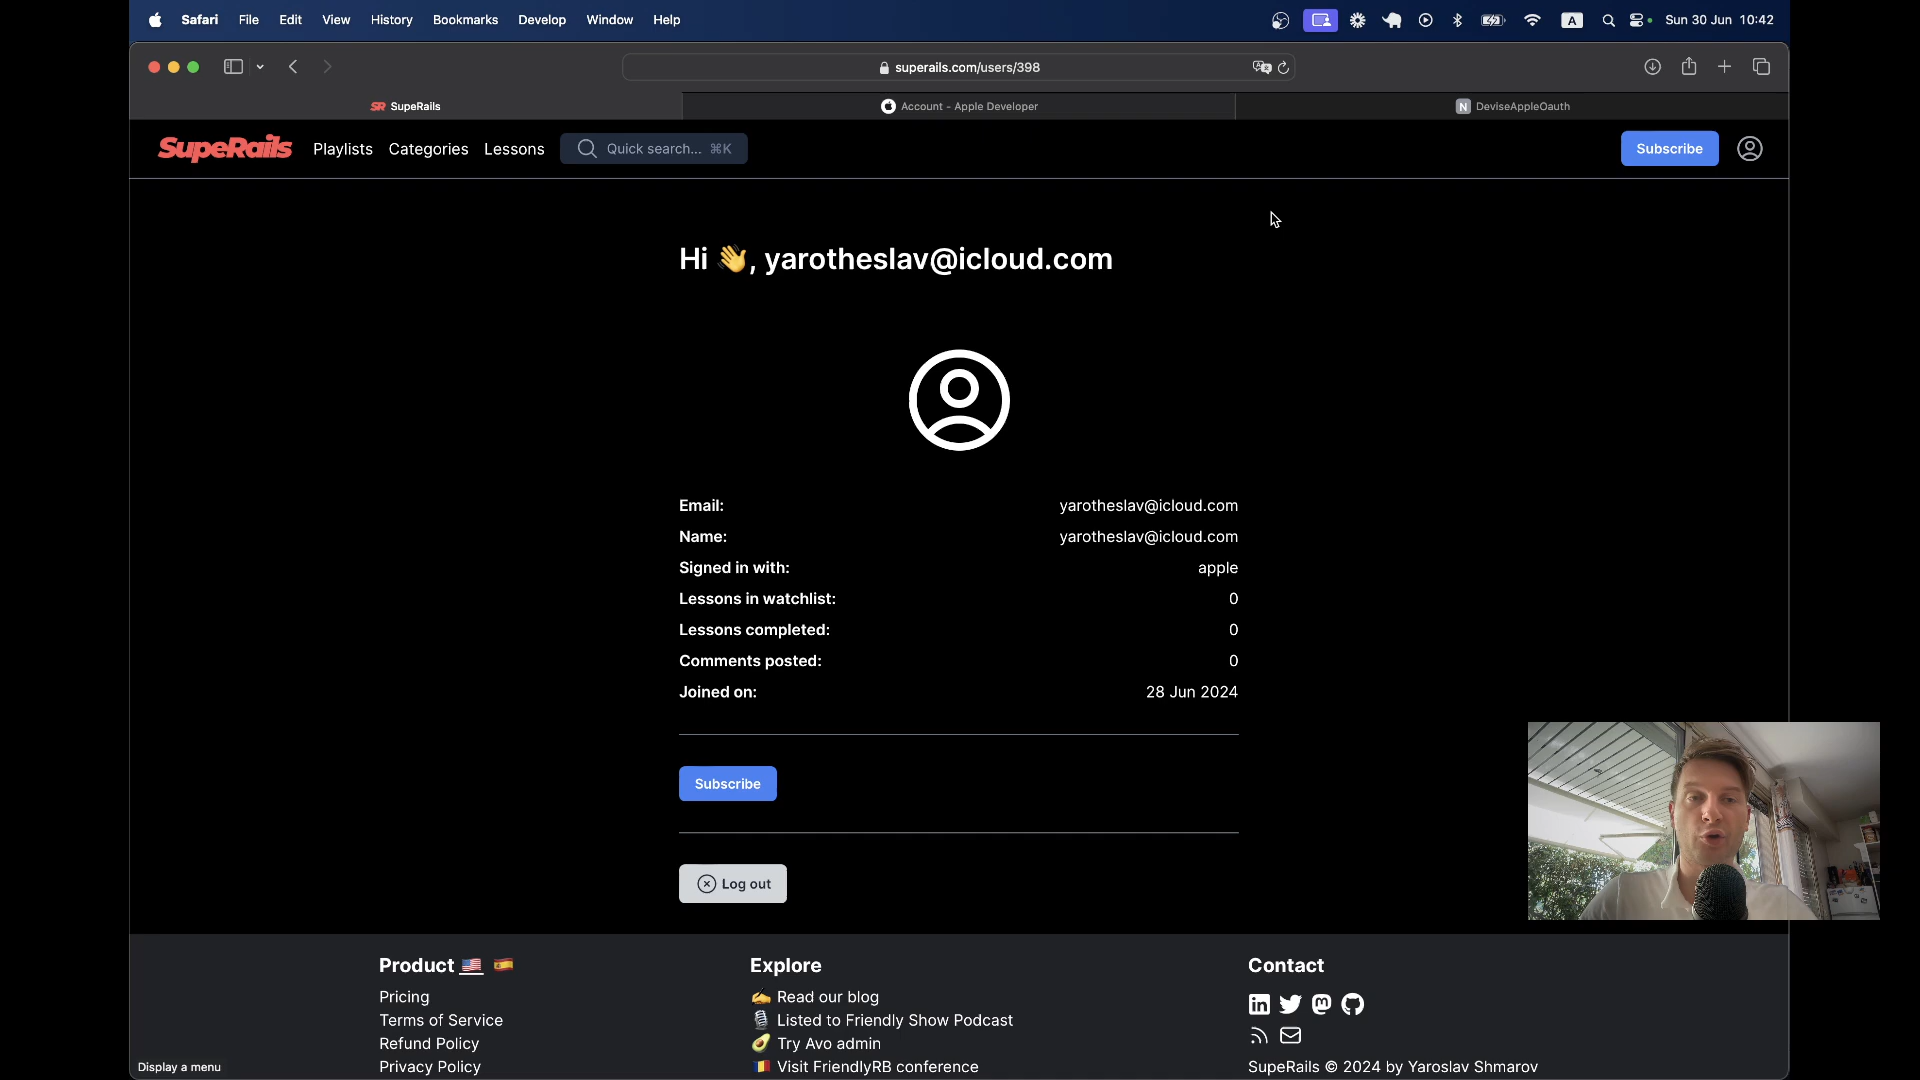 Safari File Edit View History Bookmarks Develop Window Help A Sun 30 Jun 10:42
superails.com/users/398
SR SupeRails
Account - Apple Developer
N DeviseAppleOauth
SupeRails Playlists Categories Lessons Quick search... ⌘K Subscribe
Hi 👋, yarotheslav@icloud.com
Email: yarotheslav@icloud.com
Name: yarotheslav@icloud.com
Signed in with: apple
Lessons in watchlist: 0
Lessons completed: 0
Comments posted: 0
Joined on: 28 Jun 2024
Subscribe
Log out
Product 🇺🇸 🇪🇸
Pricing
Terms of Service
Refund Policy
Privacy Policy
Explore
✍️ Read our blog
🎙️ Listed to Friendly Show Podcast
🥑 Try Avo admin
🇷🇴 Visit FriendlyRB conference
Contact
SupeRails © 2024 by Yaroslav Shmarov
Display a menu